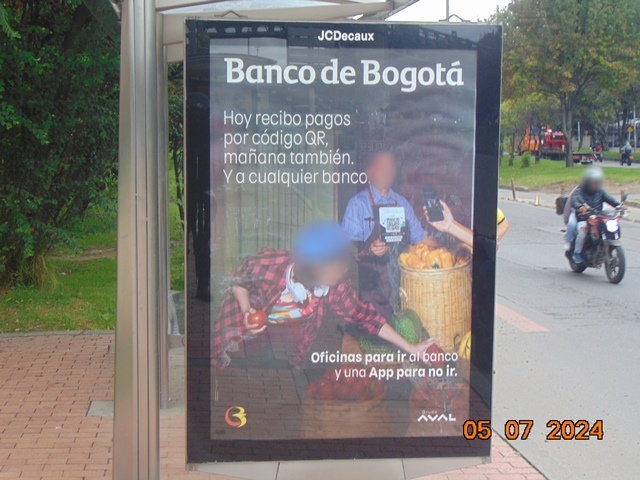 JCDecaux
Banco de Bogotá
Hoy recibo pagos
por código QR,
mañana también.
Y a cualquier banco.
Oficinas para ir al banco
y una App para no ir.
Grupo
AVAL
05 07 2024